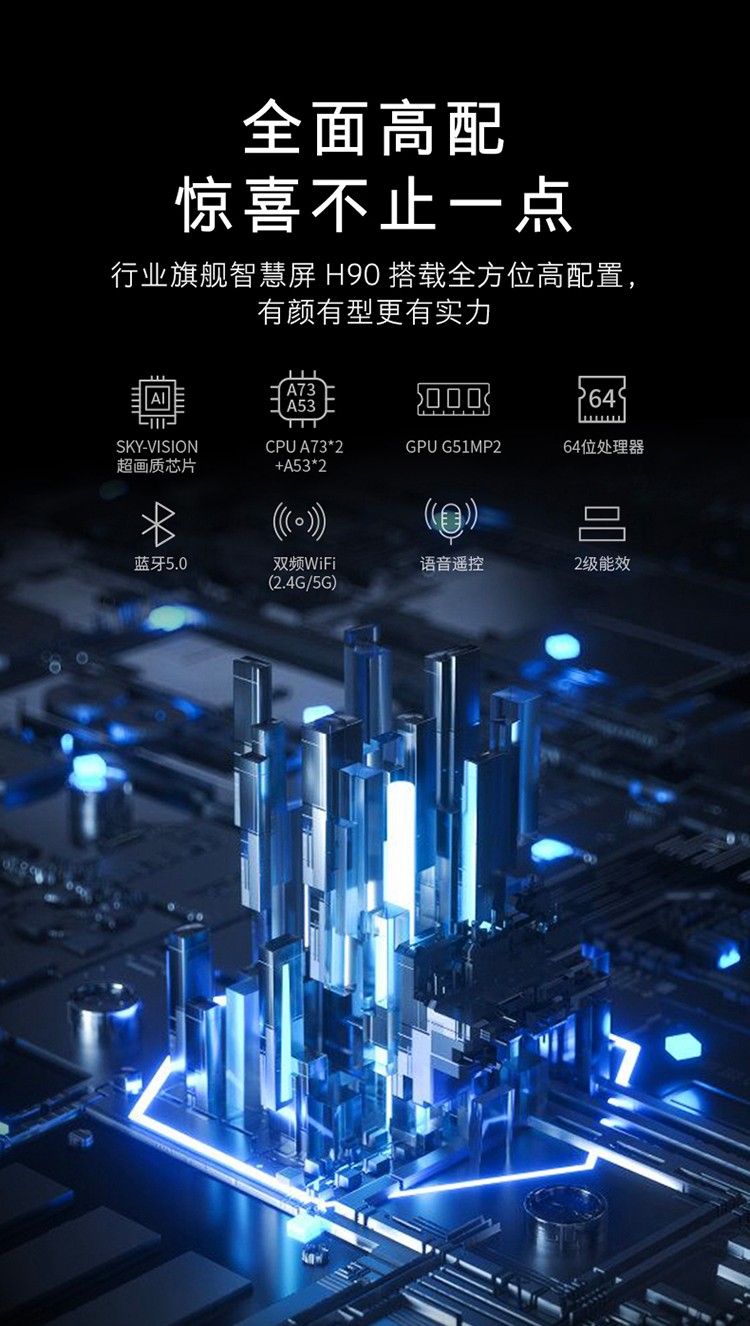 全面高配
惊喜不止一点
行业旗舰智慧屏 H90 搭载全方位高配置，
有颜有型更有实力
AI
A73
A53
64
SKY-VISION
超画质芯片
CPU A73*2
+A53*2
GPU G51MP2
64位处理器
蓝牙5.0
双频WiFi
(2.4G/5G)
语音遥控
2级能效